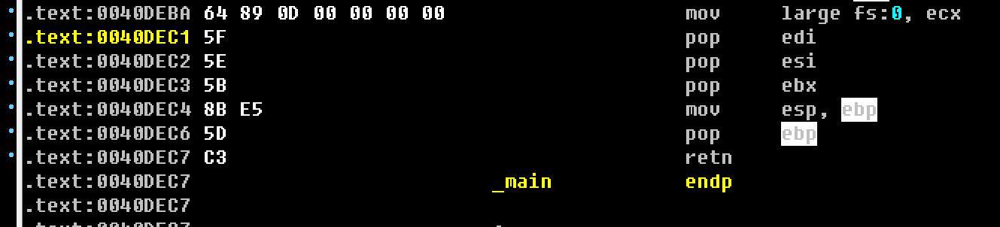 .text:0040DEBA 64 89 0D 00 00 00 00 mov large fs:0, ecx
.text:0040DEC1 5F pop edi
.text:0040DEC2 5E pop esi
.text:0040DEC3 5B pop ebx
.text:0040DEC4 8B E5 mov esp, ebp
.text:0040DEC6 5D pop ebp
.text:0040DEC7 C3 retn
.text:0040DEC7 _main endp
.text:0040DEC7
.text:0040DEC7